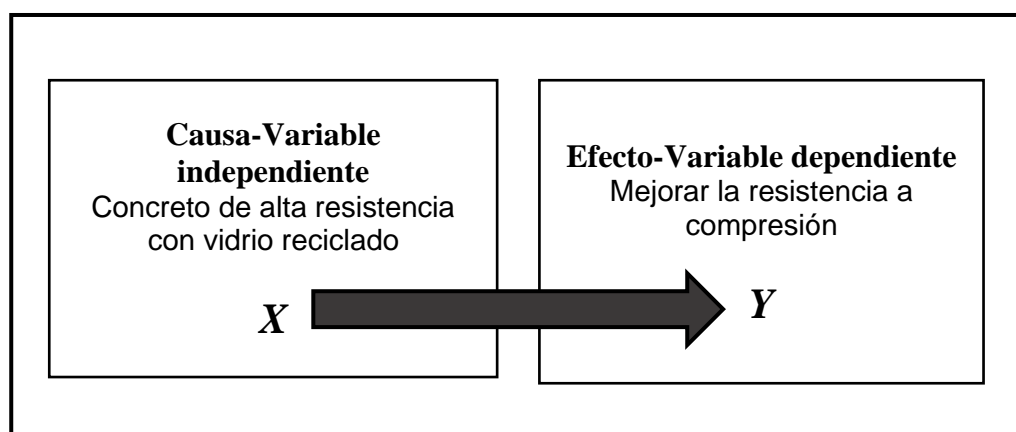 Causa-Variable
independiente
Concreto de alta resistencia
con vidrio reciclado
X
Efecto-Variable dependiente
Mejorar la resistencia a
compresión
Y